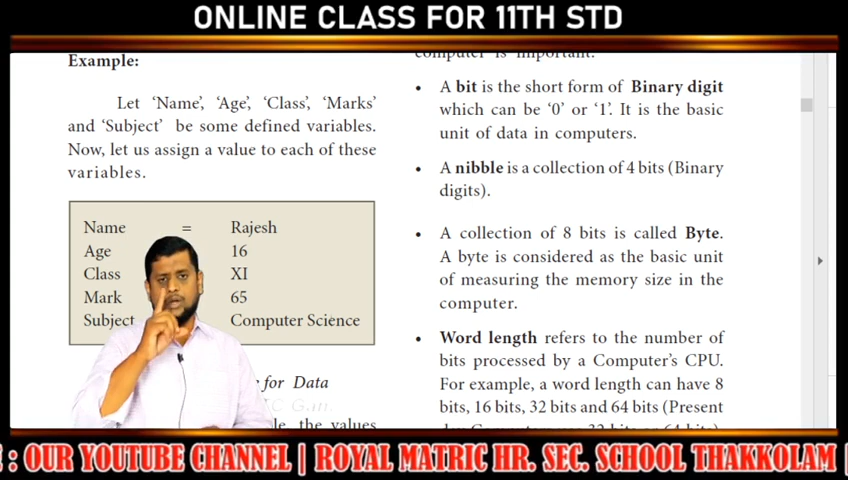 ONLINE CLASS FOR 11TH STD
Example:
Let ‘Name’, ‘Age’, ‘Class’, ‘Marks’
and ‘Subject’ be some defined variables.
Now, let us assign a value to each of these
variables.
Name = Rajesh
Age 16
Class XI
Mark 65
Subject Computer Science
for Data
the values
computer is important.
• A bit is the short form of Binary digit
which can be ‘0’ or ‘1’. It is the basic
unit of data in computers.
• A nibble is a collection of 4 bits (Binary
digits).
• A collection of 8 bits is called Byte.
A byte is considered as the basic unit
of measuring the memory size in the
computer.
• Word length refers to the number of
bits processed by a Computer’s CPU.
For example, a word length can have 8
bits, 16 bits, 32 bits and 64 bits (Present
: OUR YOUTUBE CHANNEL | ROYAL MATRIC HR. SEC. SCHOOL THAKKOLAM |